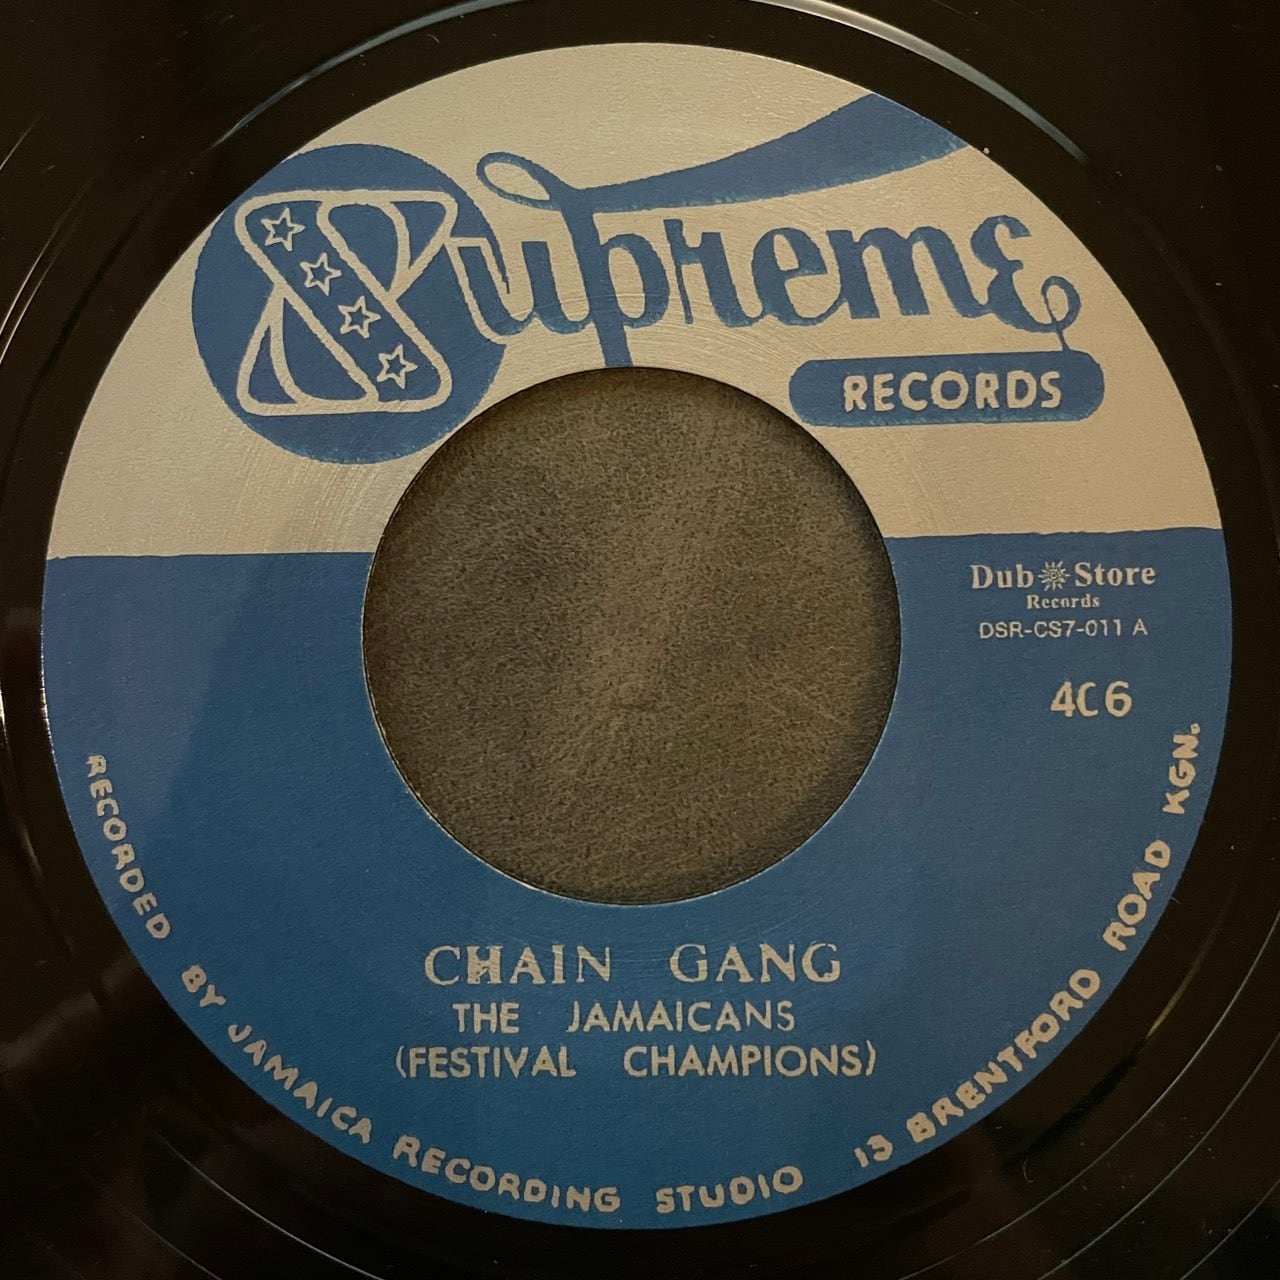 Supreme
RECORDS
Dub Store
Records
DSR-CS7-011 A
4C6
CHAIN GANG
THE JAMAICANS
(FESTIVAL CHAMPIONS)
RECORDED BY JAMAICA RECORDING STUDIO 13 BRENTFORD ROAD KGN.